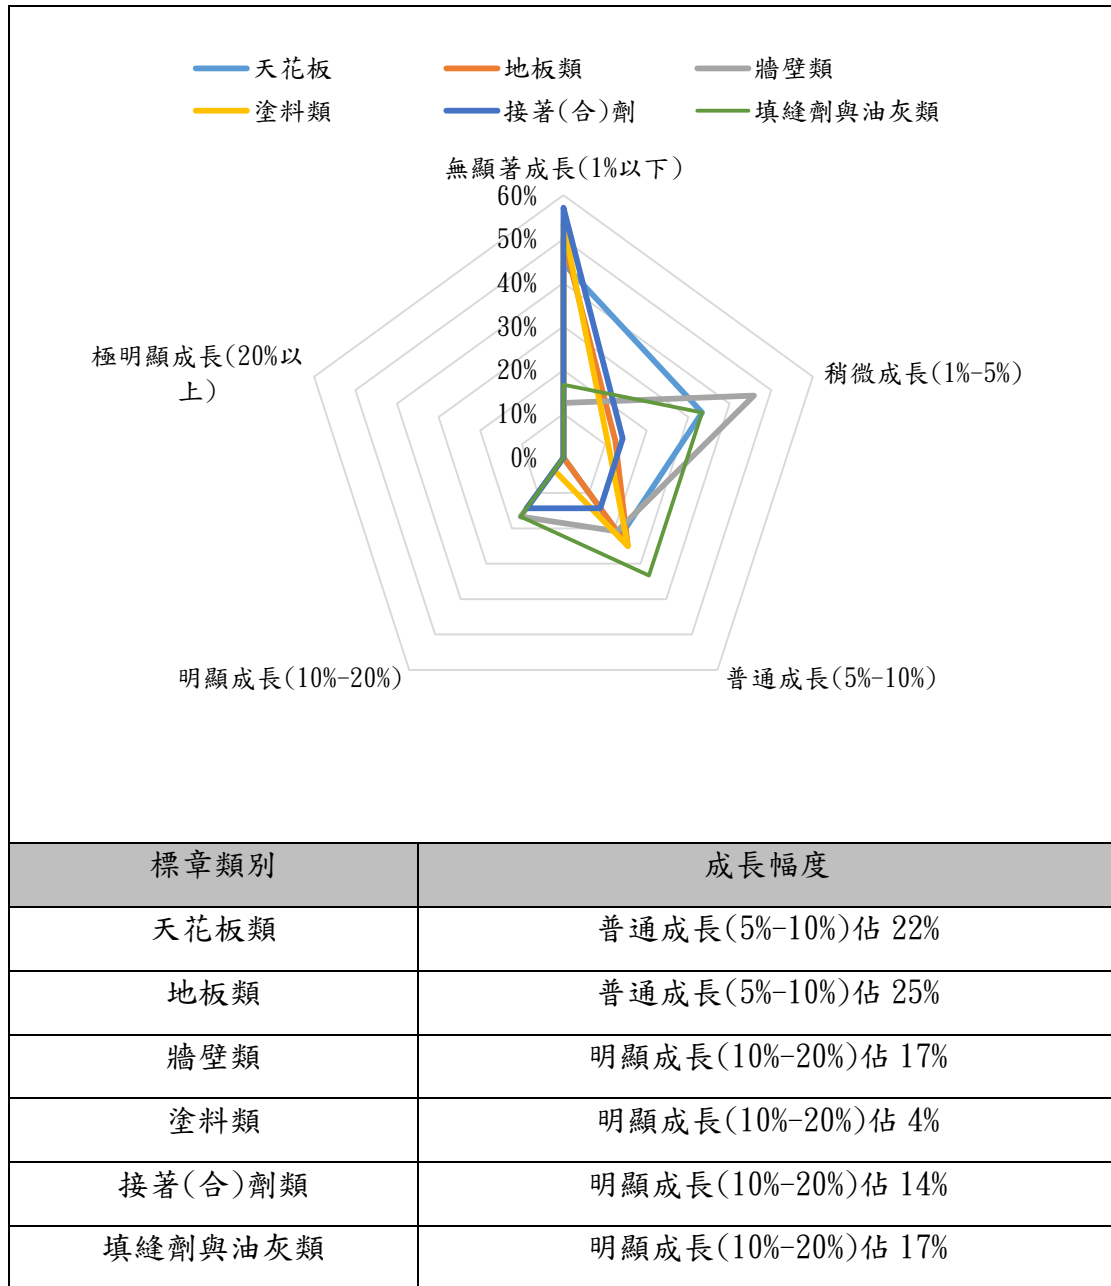 天花板 地板類 牆壁類
塗料類 接著(合)劑 填縫劑與油灰類
無顯著成長(1%以下)
60%
50%
40%
30%
20%
10%
0%
稍微成長(1%-5%)
普通成長(5%-10%)
明顯成長(10%-20%)
極明顯成長(20%以
上)
標章類別 成長幅度
天花板類 普通成長(5%-10%)佔 22%
地板類 普通成長(5%-10%)佔 25%
牆壁類 明顯成長(10%-20%)佔 17%
塗料類 明顯成長(10%-20%)佔 4%
接著(合)劑類 明顯成長(10%-20%)佔 14%
填縫劑與油灰類 明顯成長(10%-20%)佔 17%